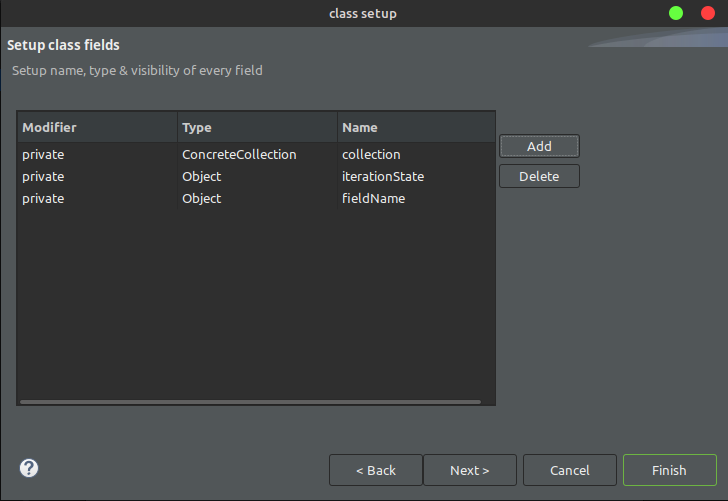 class setup
Setup class fields
Setup name, type & visibility of every field
Modifier Type Name
private ConcreteCollection collection
private Object iterationState
private Object fieldName
Add
Delete
?
< Back Next > Cancel Finish